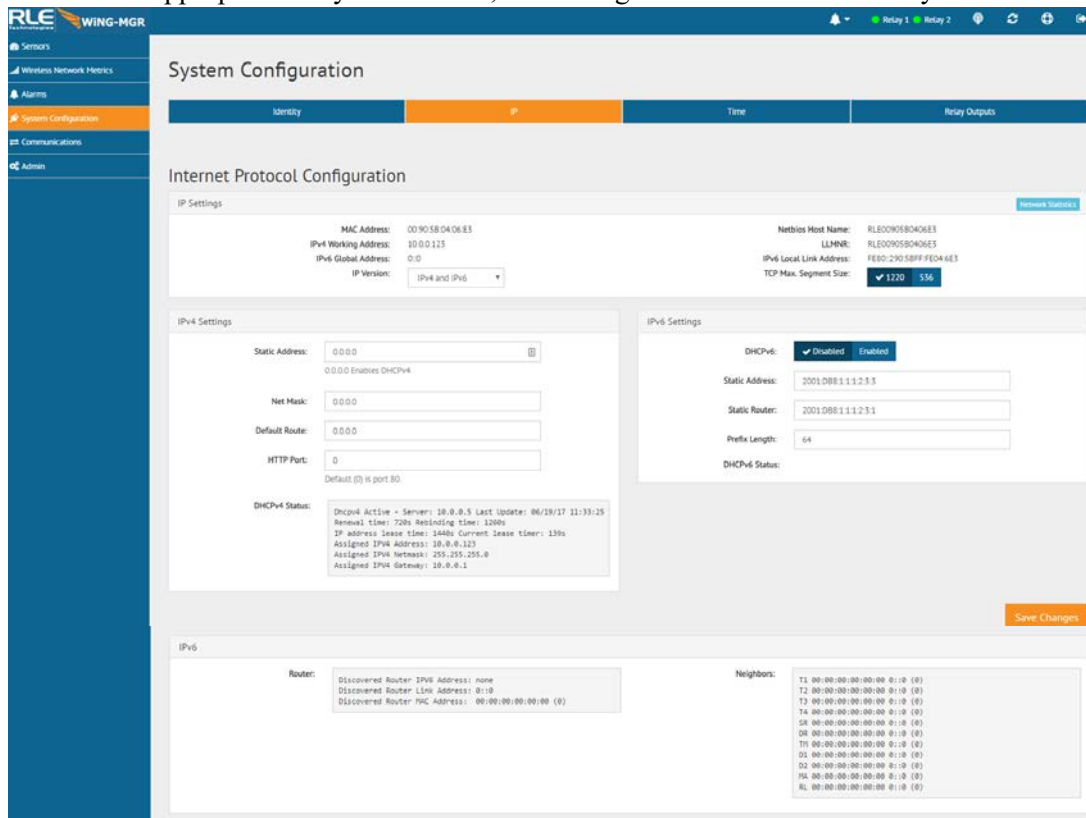 RLE WiNG-MGR
Technologies
Relay 1 Relay 2
Sensors
Wireless Network Metrics
Alarms
System Configuration
Communications
Admin
System Configuration
Identity IP Time Relay Outputs
Internet Protocol Configuration
IP Settings Network Statistics
MAC Address: 00:90:5B:04:06:E3
IPv4 Working Address: 10.0.0.123
IPv6 Global Address: 0::0
IP Version: IPv4 and IPv6
Netbios Host Name: RLE00905B0406E3
LLMNR: RLE00905B0406E3
IPv6 Local Link Address: FE80::290:5BFF:FE04:6E3
TCP Max. Segment Size: 1220 536
IPv4 Settings
Static Address: 0.0.0.0
0.0.0.0 Enables DHCPv4
Net Mask: 0.0.0.0
Default Route: 0.0.0.0
HTTP Port: 0
Default (0) is port 80.
DHCPv4 Status:
Dhcpv4 Active - Server: 10.0.0.5 Last Update: 06/19/17 11:33:25
Renewal time: 720s Rebinding time: 1260s
IP address lease time: 1440s Current lease timer: 139s
Assigned IPV4 Address: 10.0.0.123
Assigned IPV4 Netmask: 255.255.255.0
Assigned IPV4 Gateway: 10.0.0.1
IPv6 Settings
DHCPv6: Disabled Enabled
Static Address: 2001:DB8:1:1:1:2:3:3
Static Router: 2001:DB8:1:1:1:2:3:1
Prefix Length: 64
DHCPv6 Status:
Save Changes
IPv6
Router:
Discovered Router IPV6 Address: none
Discovered Router Link Address: 0::0
Discovered Router MAC Address: 00:00:00:00:00:00 (0)
Neighbors:
T1 00:00:00:00:00:00 0::0 (0)
T2 00:00:00:00:00:00 0::0 (0)
T3 00:00:00:00:00:00 0::0 (0)
T4 00:00:00:00:00:00 0::0 (0)
SR 00:00:00:00:00:00 0::0 (0)
DR 00:00:00:00:00:00 0::0 (0)
TM 00:00:00:00:00:00 0::0 (0)
D1 00:00:00:00:00:00 0::0 (0)
D2 00:00:00:00:00:00 0::0 (0)
MA 00:00:00:00:00:00 0::0 (0)
RL 00:00:00:00:00:00 0::0 (0)